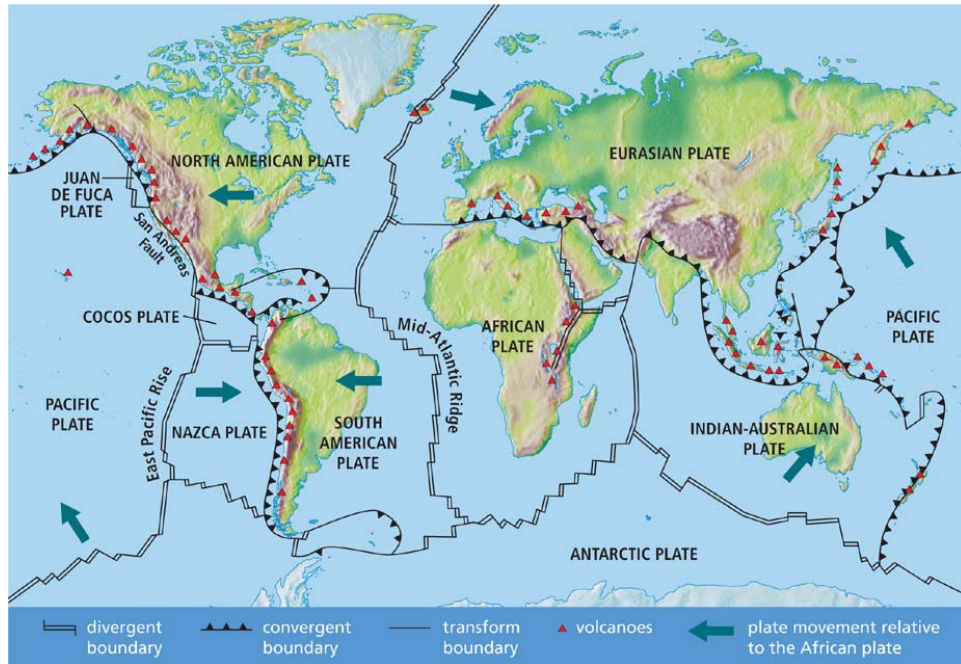 NORTH AMERICAN PLATE
EURASIAN PLATE
JUAN
DE FUCA
PLATE
San Andreas
Fault
COCOS PLATE
Mid-Atlantic Ridge
AFRICAN
PLATE
PACIFIC
PLATE
East Pacific Rise
PACIFIC
PLATE
NAZCA PLATE
SOUTH
AMERICAN
PLATE
INDIAN-AUSTRALIAN
PLATE
ANTARCTIC PLATE
divergent
boundary
convergent
boundary
transform
boundary
volcanoes
plate movement relative
to the African plate